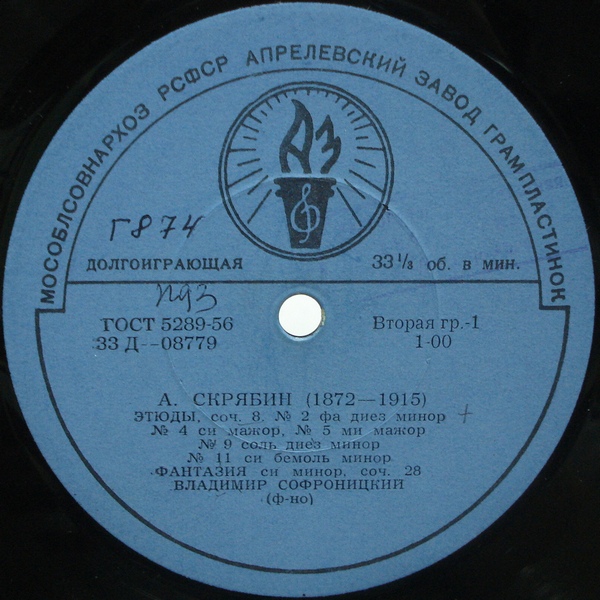 МОСОБЛСОВНАРХОЗ РСФСР АПРЕЛЕВСКИЙ ЗАВОД ГРАМПЛАСТИНОК
АЗ
Г874
ДОЛГОИГРАЮЩАЯ
33⅓ об. в мин.
ГОСТ 5289-56
33 Д--08779
Вторая гр.-1
1-00
А. СКРЯБИН (1872—1915)
ЭТЮДЫ, соч. 8. № 2 фа диез минор +
№ 4 си мажор, № 5 ми мажор
№ 9 соль диез минор
№ 11 си бемоль минор
ФАНТАЗИЯ си минор, соч. 28
ВЛАДИМИР СОФРОНИЦКИЙ
(ф-но)